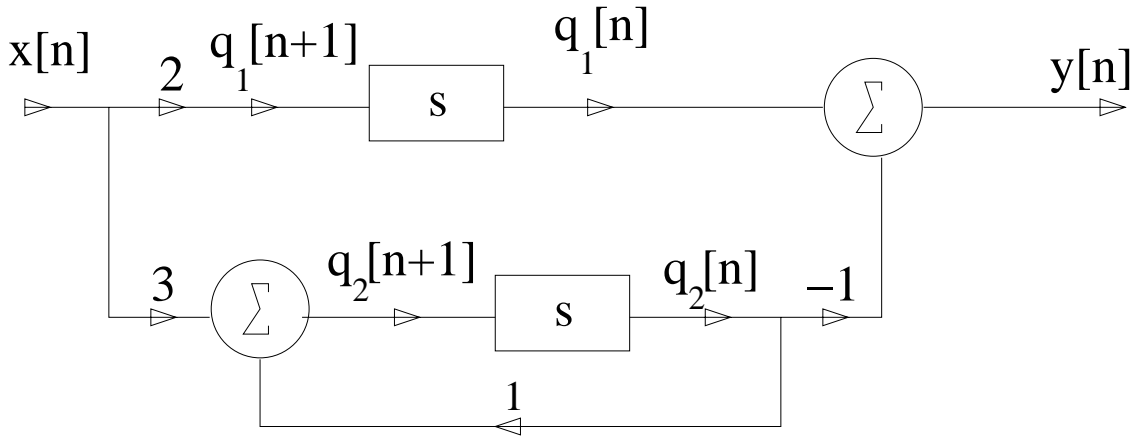 x[n] 2 q₁[n+1] s q₁[n] Σ y[n]
3 Σ q₂[n+1] s q₂[n] −1
1